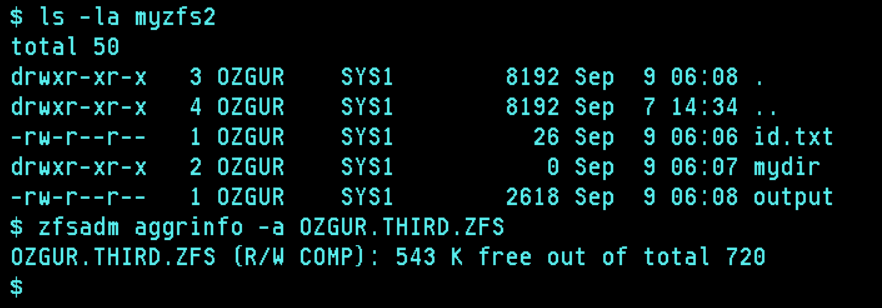 $ ls -la myzfs2
total 50
drwxr-xr-x   3 OZGUR    SYS1        8192 Sep  9 06:08 .
drwxr-xr-x   4 OZGUR    SYS1        8192 Sep  7 14:34 ..
-rw-r--r--   1 OZGUR    SYS1          26 Sep  9 06:06 id.txt
drwxr-xr-x   2 OZGUR    SYS1           0 Sep  9 06:07 mydir
-rw-r--r--   1 OZGUR    SYS1        2618 Sep  9 06:08 output
$ zfsadm aggrinfo -a OZGUR.THIRD.ZFS
OZGUR.THIRD.ZFS (R/W COMP): 543 K free out of total 720
$